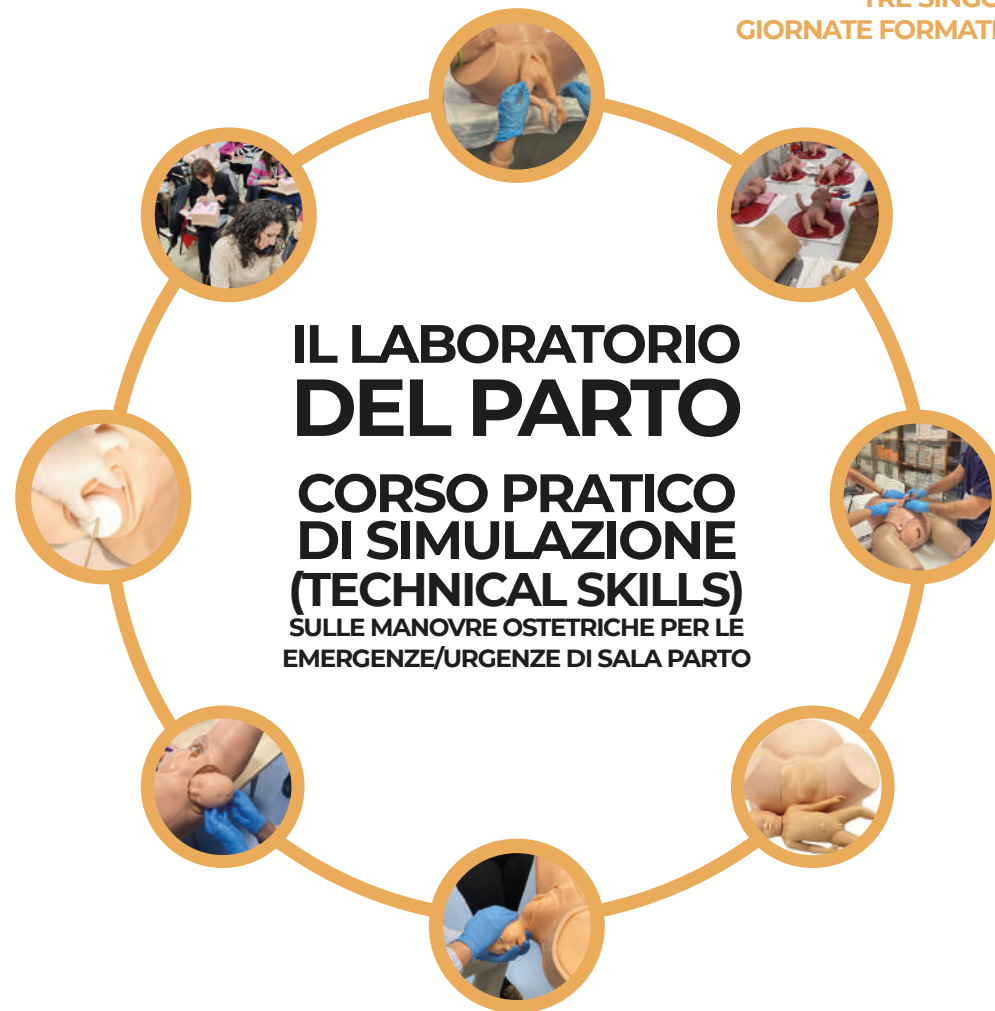 TRE
GIORNATE
IL LABORATORIO
DEL PARTO
CORSO PRATICO
DI SIMULAZIONE
(TECHNICAL SKILLS)
SULLE MANOVRE OSTETRICHE PER LE
EMERGENZE/URGENZE DI SALA PARTO